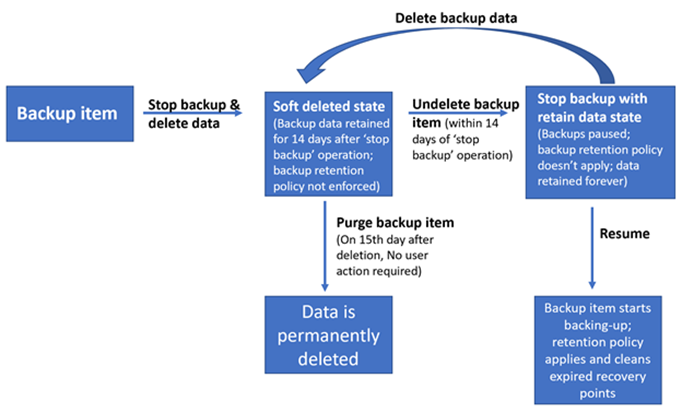 Delete backup data
Backup item
Stop backup &
delete data
Soft deleted state
(Backup data retained
for 14 days after ‘stop
backup’ operation;
backup retention
policy not enforced)
Undelete backup
item (within 14
days of ‘stop
backup’ operation)
Stop backup with
retain data state
(Backups paused;
backup retention policy
doesn’t apply; data
retained forever)
Purge backup item
(On 15th day after
deletion, No user
action required)
Resume
Data is
permanently
deleted
Backup item starts
backing-up;
retention policy
applies and cleans
expired recovery
points